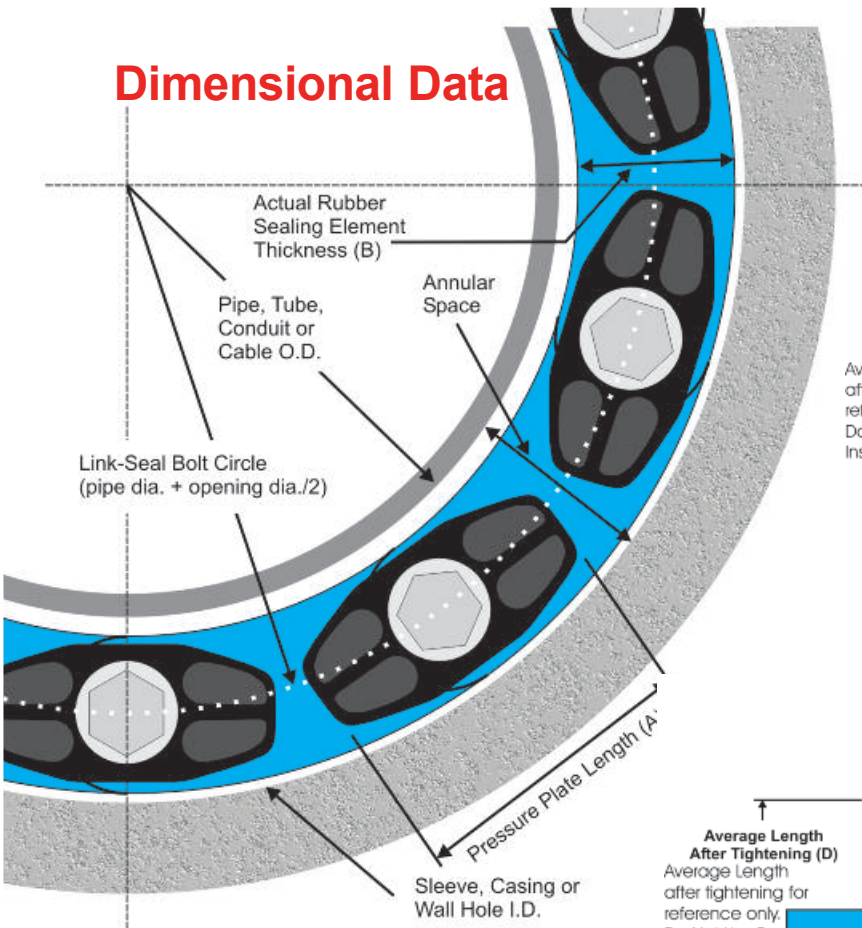 Dimensional Data
Actual Rubber
Sealing Element
Thickness (B)
Annular
Space
Pipe, Tube,
Conduit or
Cable O.D.
Link-Seal Bolt Circle
(pipe dia. + opening dia./2)
Pressure Plate Length (A)
Sleeve, Casing or
Wall Hole I.D.
Average Length
After Tightening (D)
Average Length
after tightening for
reference only.